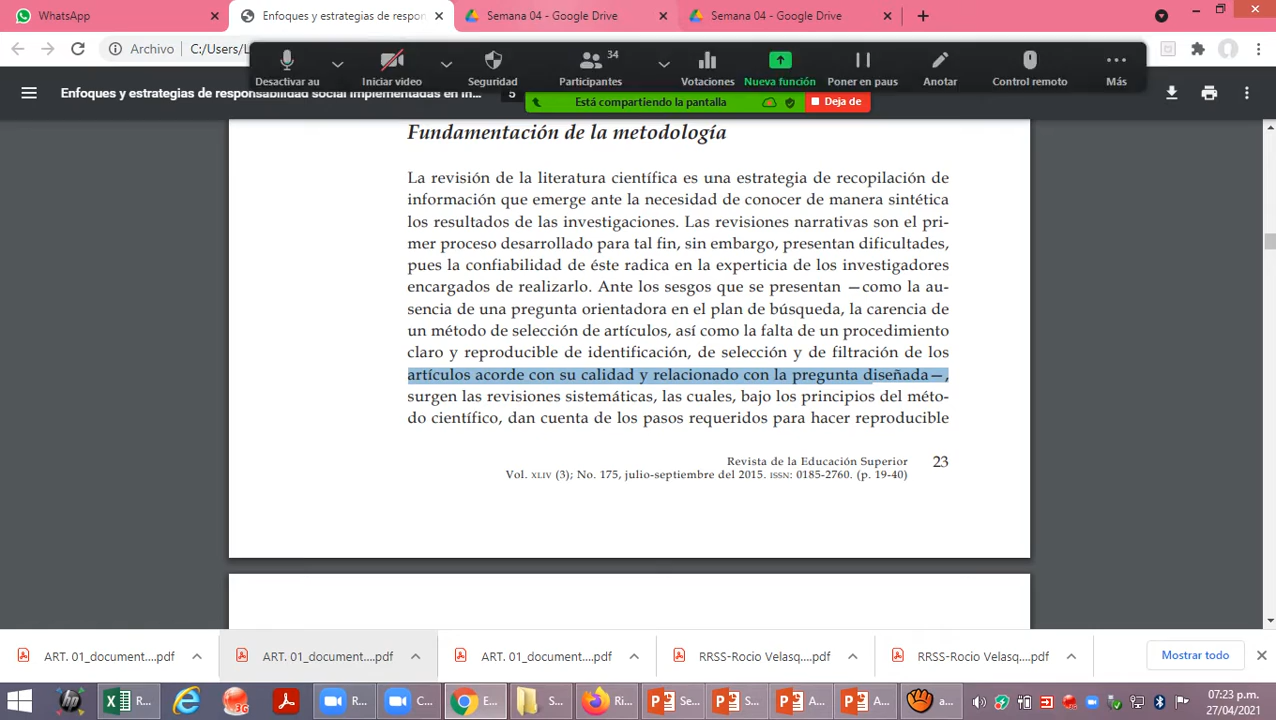 WhatsApp
Enfoques y estrategias de respon
Semana 04 - Google Drive
Semana 04 - Google Drive
Archivo
C:/Users/L
Desactivar au
Iniciar video
Seguridad
34
Participantes
Votaciones
Nueva función
Poner en paus
Anotar
Control remoto
Más
Enfoques y estrategias de responsabilidad social implementadas en in...
5
Está compartiendo la pantalla
Deja de
Fundamentación de la metodología
La revisión de la literatura científica es una estrategia de recopilación de
información que emerge ante la necesidad de conocer de manera sintética
los resultados de las investigaciones. Las revisiones narrativas son el pri-
mer proceso desarrollado para tal fin, sin embargo, presentan dificultades,
pues la confiabilidad de éste radica en la experticia de los investigadores
encargados de realizarlo. Ante los sesgos que se presentan —como la au-
sencia de una pregunta orientadora en el plan de búsqueda, la carencia de
un método de selección de artículos, así como la falta de un procedimiento
claro y reproducible de identificación, de selección y de filtración de los
artículos acorde con su calidad y relacionado con la pregunta diseñada—,
surgen las revisiones sistemáticas, las cuales, bajo los principios del méto-
do científico, dan cuenta de los pasos requeridos para hacer reproducible
Revista de la Educación Superior 23
Vol. XLIV (3); No. 175, julio-septiembre del 2015. ISSN: 0185-2760. (p. 19-40)
ART. 01_document....pdf
ART. 01_document....pdf
ART. 01_document....pdf
RRSS-Rocio Velasq....pdf
RRSS-Rocio Velasq....pdf
Mostrar todo
R...
R...
C...
E...
S...
Ri...
Se...
S...
A...
A...
a...
07:23 p.m.
27/04/2021